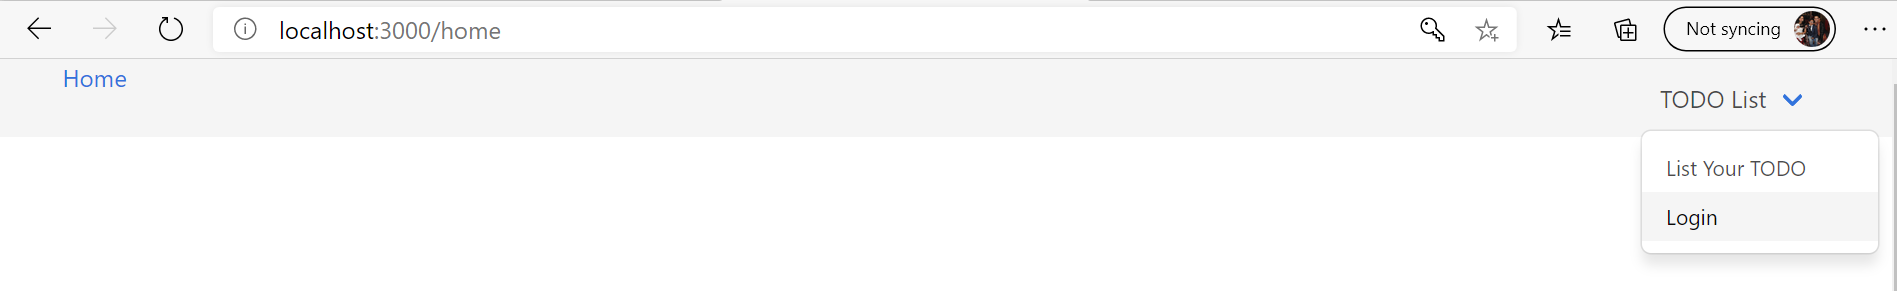 localhost:3000/home
Not syncing
Home
TODO List
List Your TODO
Login